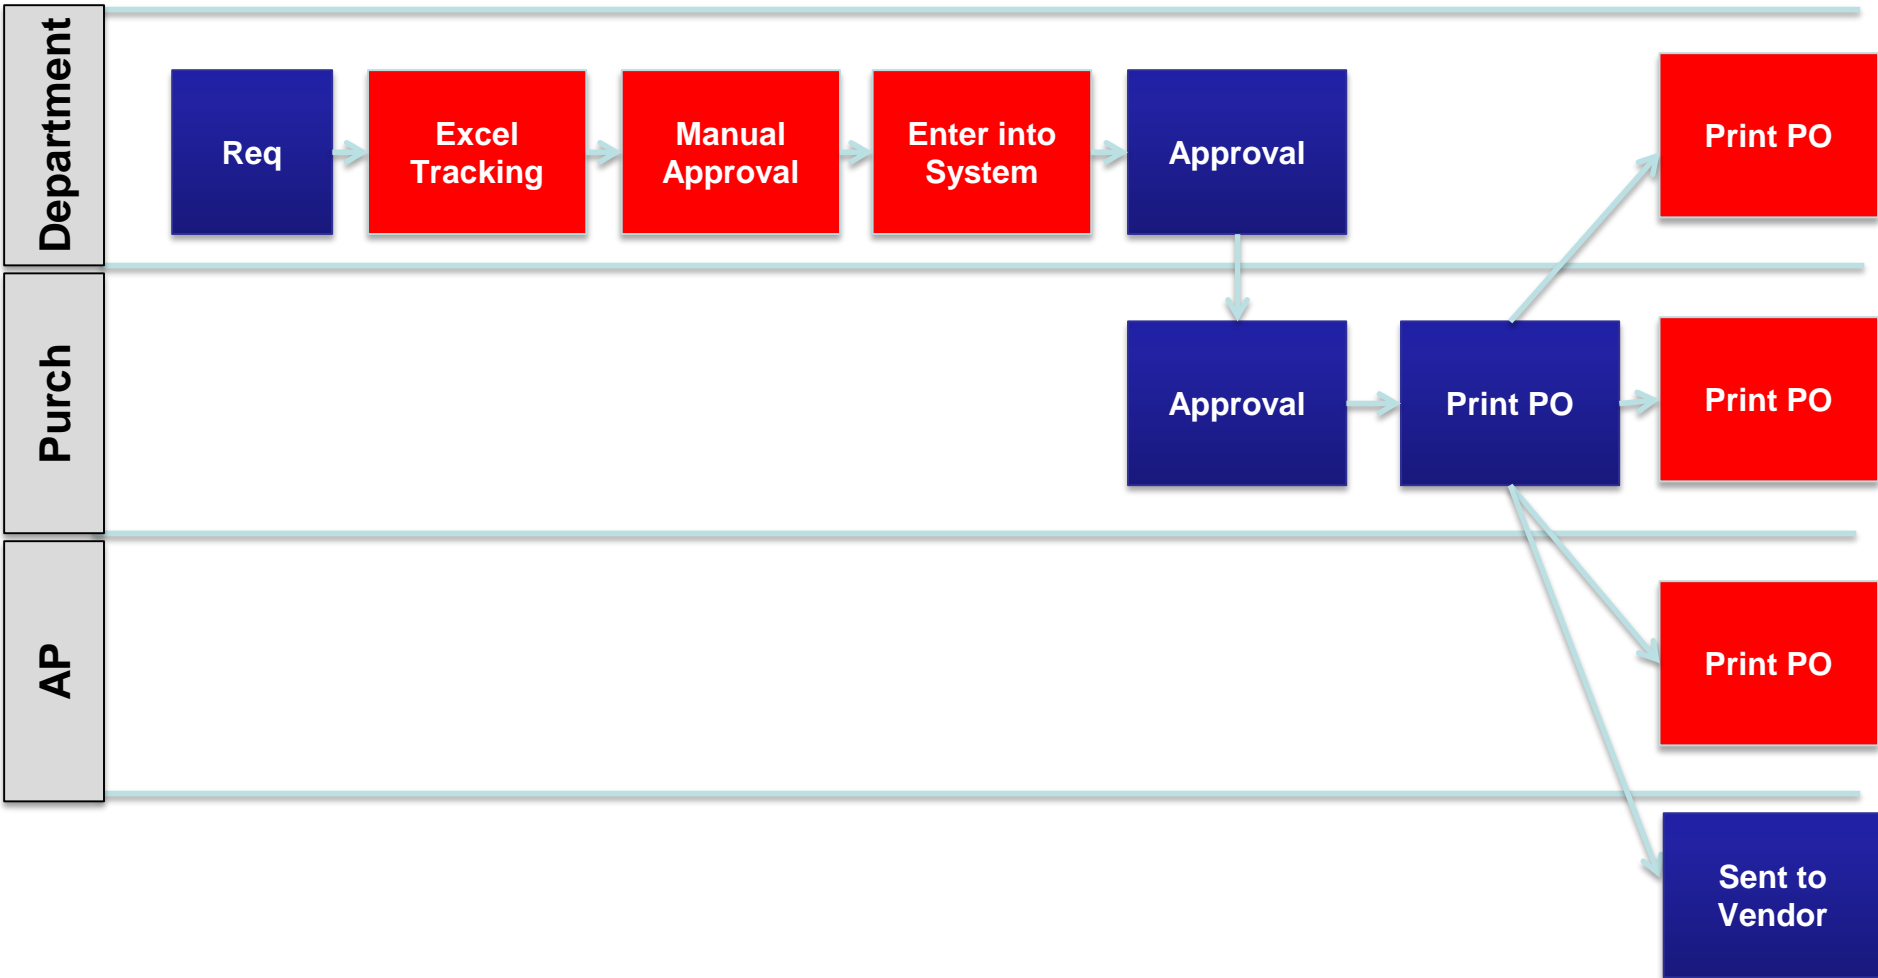 Department
Req
Excel
Tracking
Manual
Approval
Enter into
System
Approval
Print PO
Purch
Approval
Print PO
Print PO
AP
Print PO
Sent to
Vendor